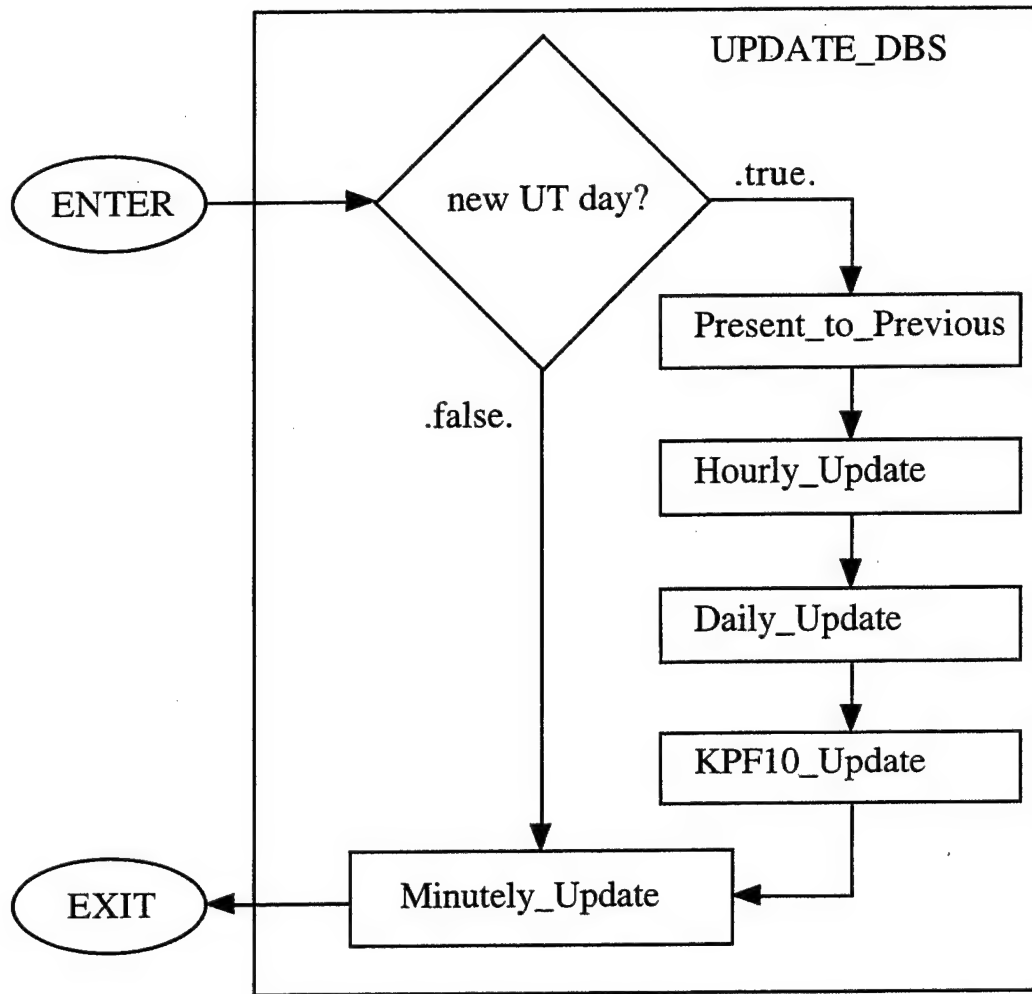 UPDATE_DBS
ENTER
new UT day?
.true.
Present_to_Previous
.false.
Hourly_Update
Daily_Update
KPF10_Update
Minutely_Update
EXIT